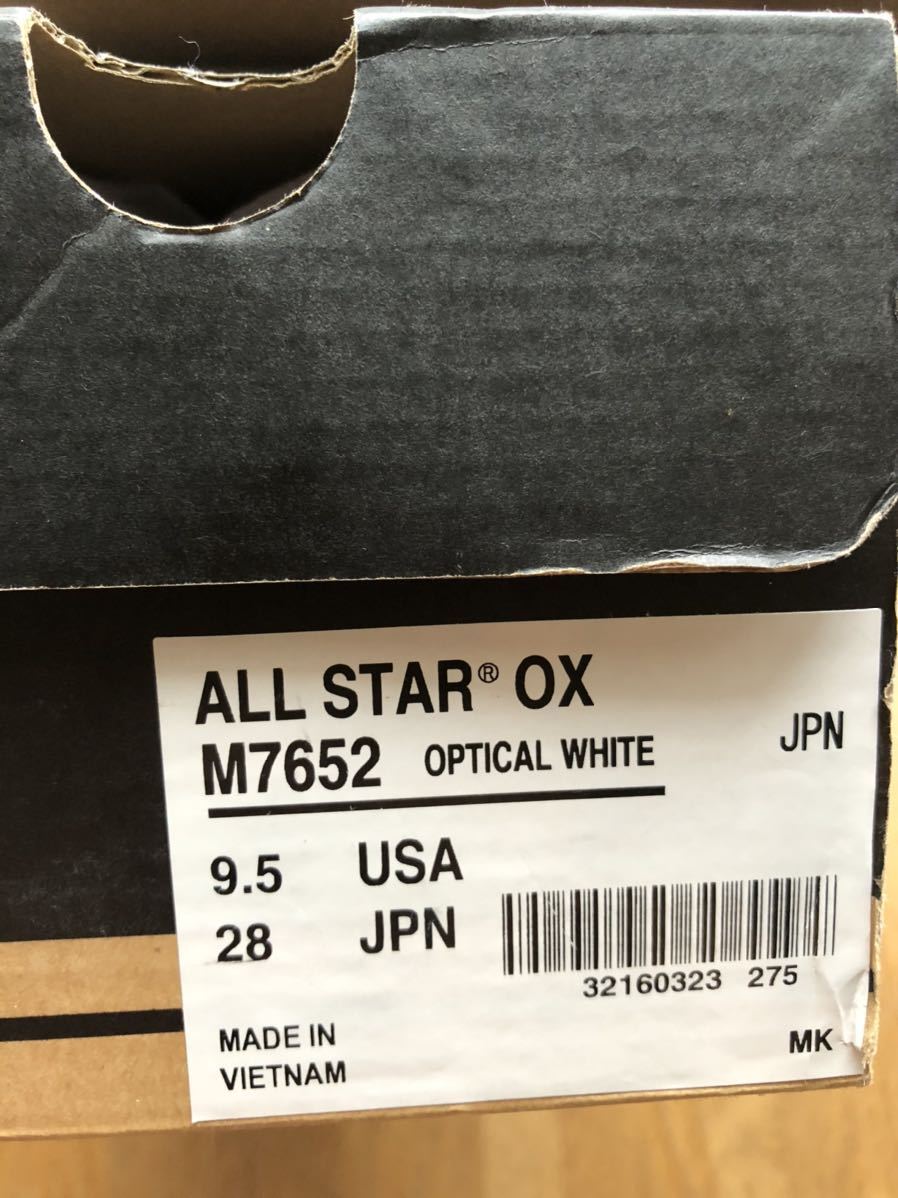 ALL STAR® OX
M7652 OPTICAL WHITE JPN
9.5 USA
28 JPN
32160323 275
MADE IN
VIETNAM
MK